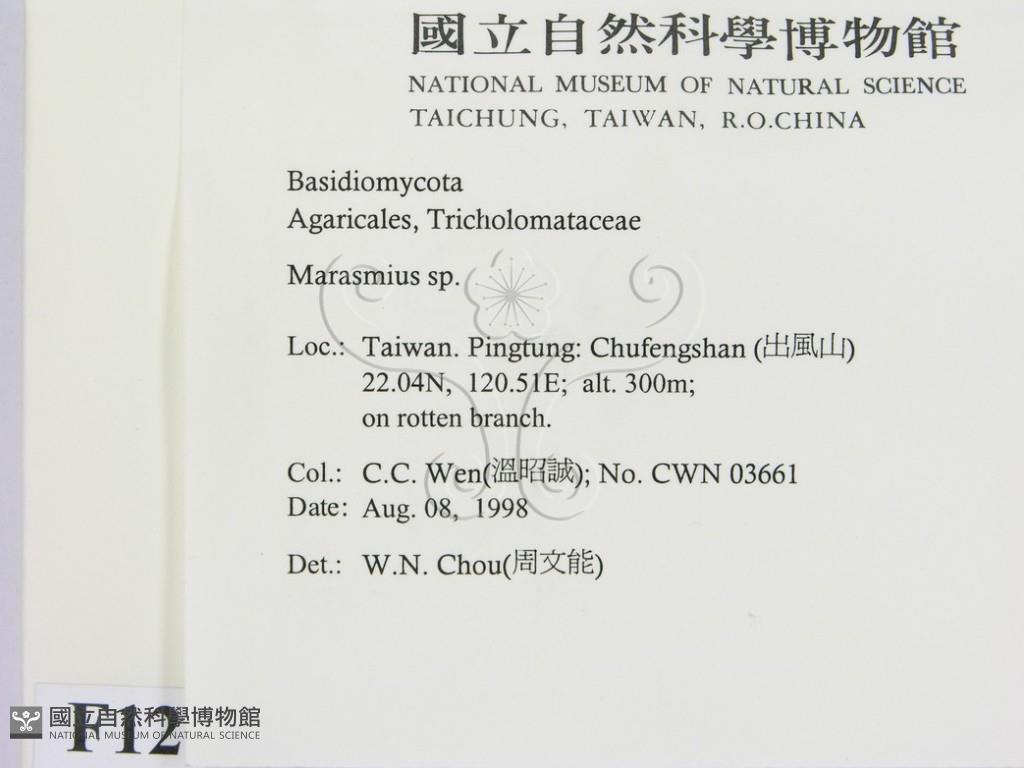 國立自然科學博物館
NATIONAL MUSEUM OF NATURAL SCIENCE
TAICHUNG, TAIWAN, R.O.CHINA
Basidiomycota
Agaricales, Tricholomataceae
Marasmius sp.
Loc.: Taiwan. Pingtung: Chufengshan (出風山)
22.04N, 120.51E; alt. 300m;
on rotten branch.
Col.: C.C. Wen(溫昭誠); No. CWN 03661
Date: Aug. 08, 1998
Det.: W.N. Chou(周文能)
F12
國立自然科學博物館
NATIONAL MUSEUM OF NATURAL SCIENCE